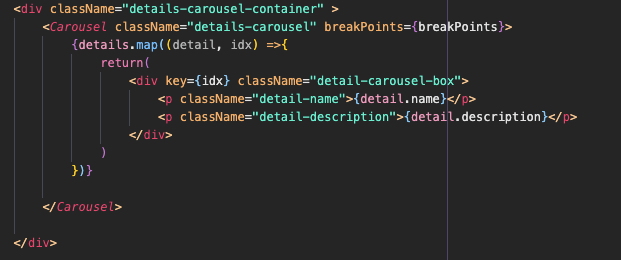 <div className="details-carousel-container" >
<Carousel className="details-carousel" breakPoints={breakPoints}>
{details.map((detail, idx) =>{
return(
<div key={idx} className="detail-carousel-box">
<p className="detail-name">{detail.name}</p>
<p className="detail-description">{detail.description}</p>
</div>
)
})}
</Carousel>
</div>